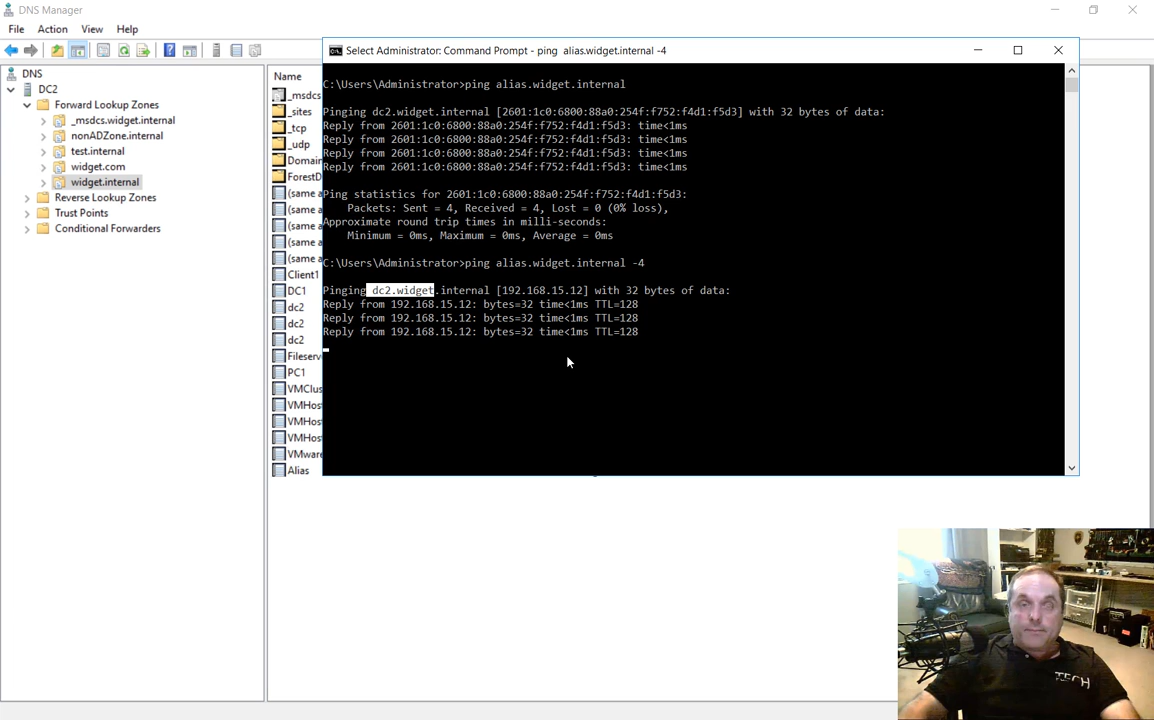 DNS Manager
File Action View Help
DNS
DC2
Forward Lookup Zones
_msdcs.widget.internal
nonADZone.internal
test.internal
widget.com
widget.internal
Reverse Lookup Zones
Trust Points
Conditional Forwarders
Name
_msdcs
_sites
_tcp
_udp
Domain
ForestD
(same a
(same a
(same a
(same a
(same a
Client1
DC1
dc2
dc2
dc2
Fileserv
PC1
VMClus
VMHos
VMHos
VMHos
VMware
Alias
Select Administrator: Command Prompt - ping  alias.widget.internal -4
C:\Users\Administrator>ping alias.widget.internal
Pinging dc2.widget.internal [2601:1c0:6800:88a0:254f:f752:f4d1:f5d3] with 32 bytes of data:
Reply from 2601:1c0:6800:88a0:254f:f752:f4d1:f5d3: time<1ms
Reply from 2601:1c0:6800:88a0:254f:f752:f4d1:f5d3: time<1ms
Reply from 2601:1c0:6800:88a0:254f:f752:f4d1:f5d3: time<1ms
Reply from 2601:1c0:6800:88a0:254f:f752:f4d1:f5d3: time<1ms
Ping statistics for 2601:1c0:6800:88a0:254f:f752:f4d1:f5d3:
Packets: Sent = 4, Received = 4, Lost = 0 (0% loss),
Approximate round trip times in milli-seconds:
Minimum = 0ms, Maximum = 0ms, Average = 0ms
C:\Users\Administrator>ping alias.widget.internal -4
Pinging dc2.widget.internal [192.168.15.12] with 32 bytes of data:
Reply from 192.168.15.12: bytes=32 time<1ms TTL=128
Reply from 192.168.15.12: bytes=32 time<1ms TTL=128
Reply from 192.168.15.12: bytes=32 time<1ms TTL=128
TECH